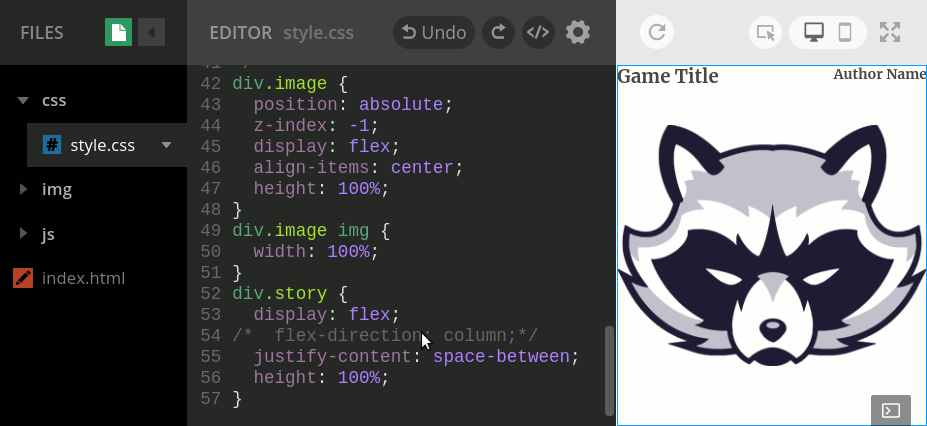 FILES
EDITOR style.css
Undo
css
style.css
img
js
index.html
42 div.image {
43 position: absolute;
44 z-index: -1;
45 display: flex;
46 align-items: center;
47 height: 100%;
48 }
49 div.image img {
50 width: 100%;
51 }
52 div.story {
53 display: flex;
54 /*  flex-direction: column;*/
55 justify-content: space-between;
56 height: 100%;
57 }
Game Title
Author Name